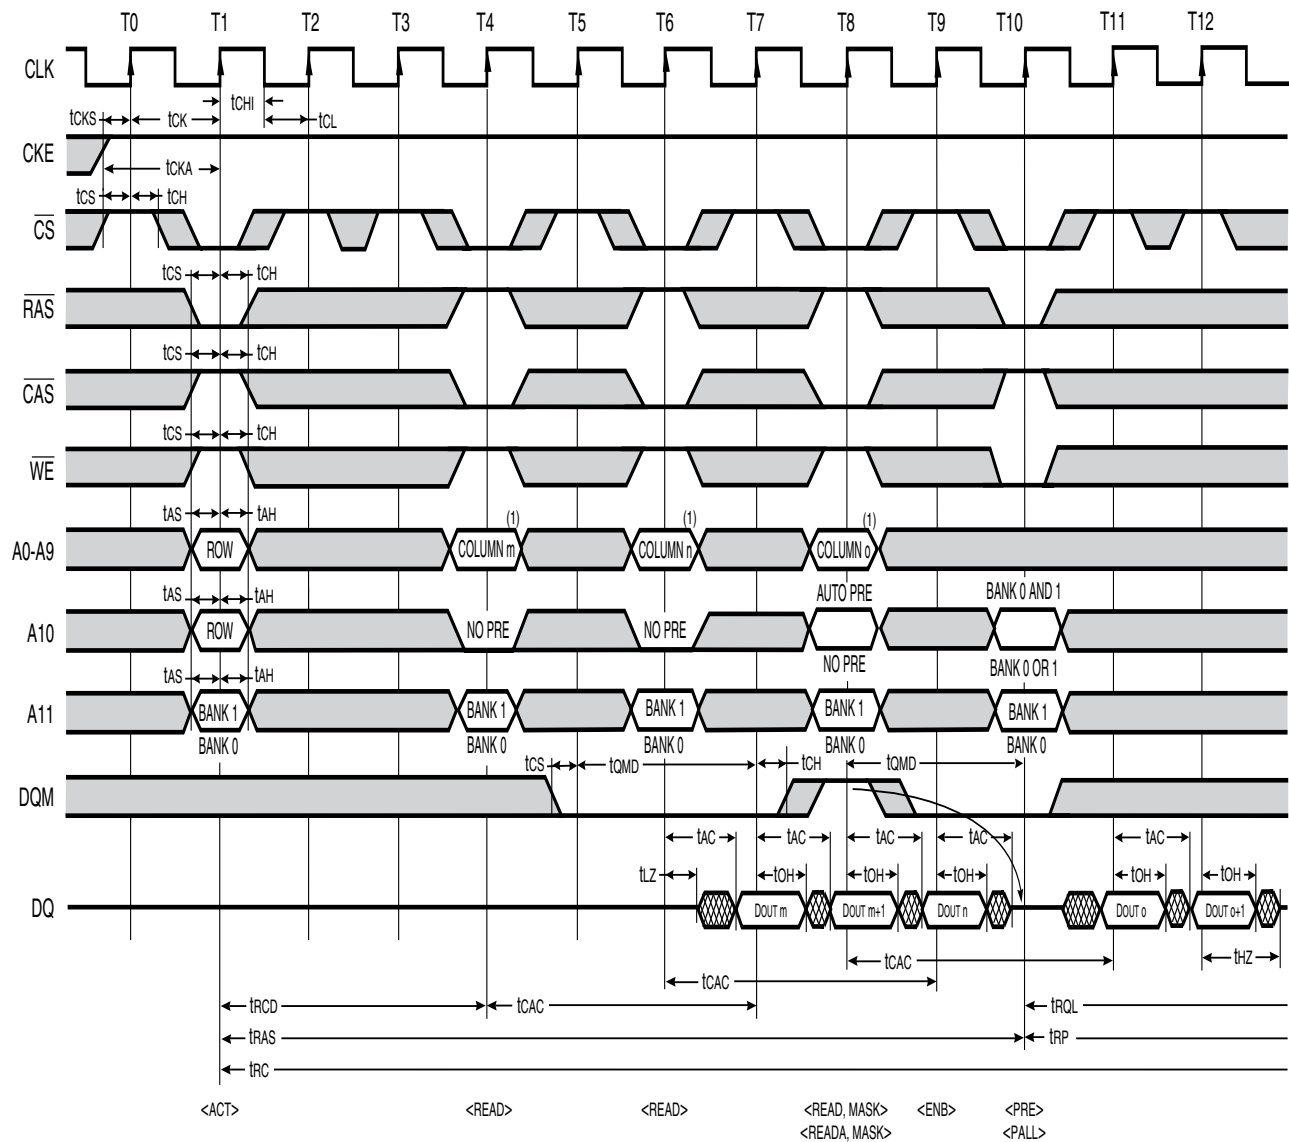 T0 T1 T2 T3 T4 T5 T6 T7 T8 T9 T10 T11 T12
CLK
tCHI
tCKS tCK tCL
CKE
tCKA
tCS tCH
CS
tCS tCH
RAS
tCS tCH
CAS
tCS tCH
WE
tAS tAH (1) (1) (1)
A0-A9 ROW COLUMN m COLUMN n COLUMN o
tAS tAH AUTO PRE BANK 0 AND 1
A10 ROW NO PRE NO PRE
NO PRE BANK 0 OR 1
tAS tAH
A11 BANK 1 BANK 1 BANK 1 BANK 1 BANK 1
BANK 0 BANK 0 BANK 0 BANK 0 BANK 0
tCS tQMD tCH tQMD
DQM
tAC tAC tAC tAC tAC
tLZ tOH tOH tOH tOH tOH
DQ DOUT m DOUT m+1 DOUT n DOUT o DOUT o+1
tCAC tHZ
tCAC
tRCD tCAC tRQL
tRAS tRP
tRC
<ACT> <READ> <READ> <READ, MASK> <ENB> <PRE>
<READA, MASK> <PALL>